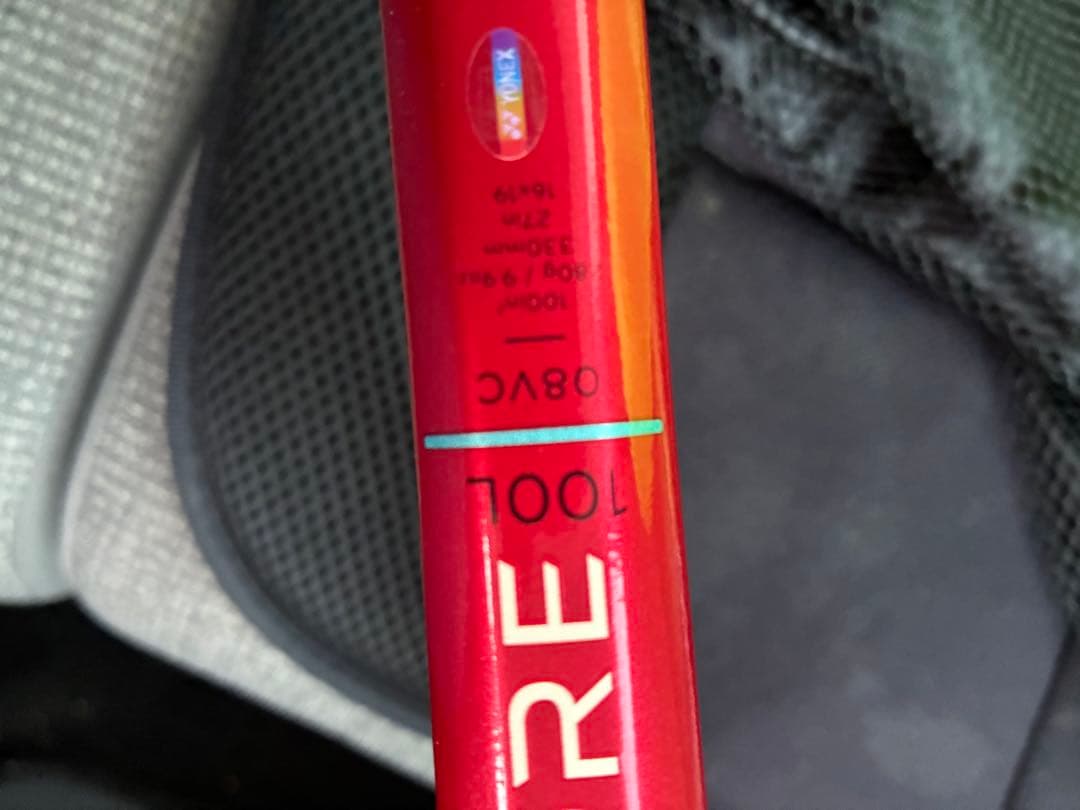 RE
100L
08VC
100in²
280g / 9.9oz
330mm
27in
16x19
YONEX